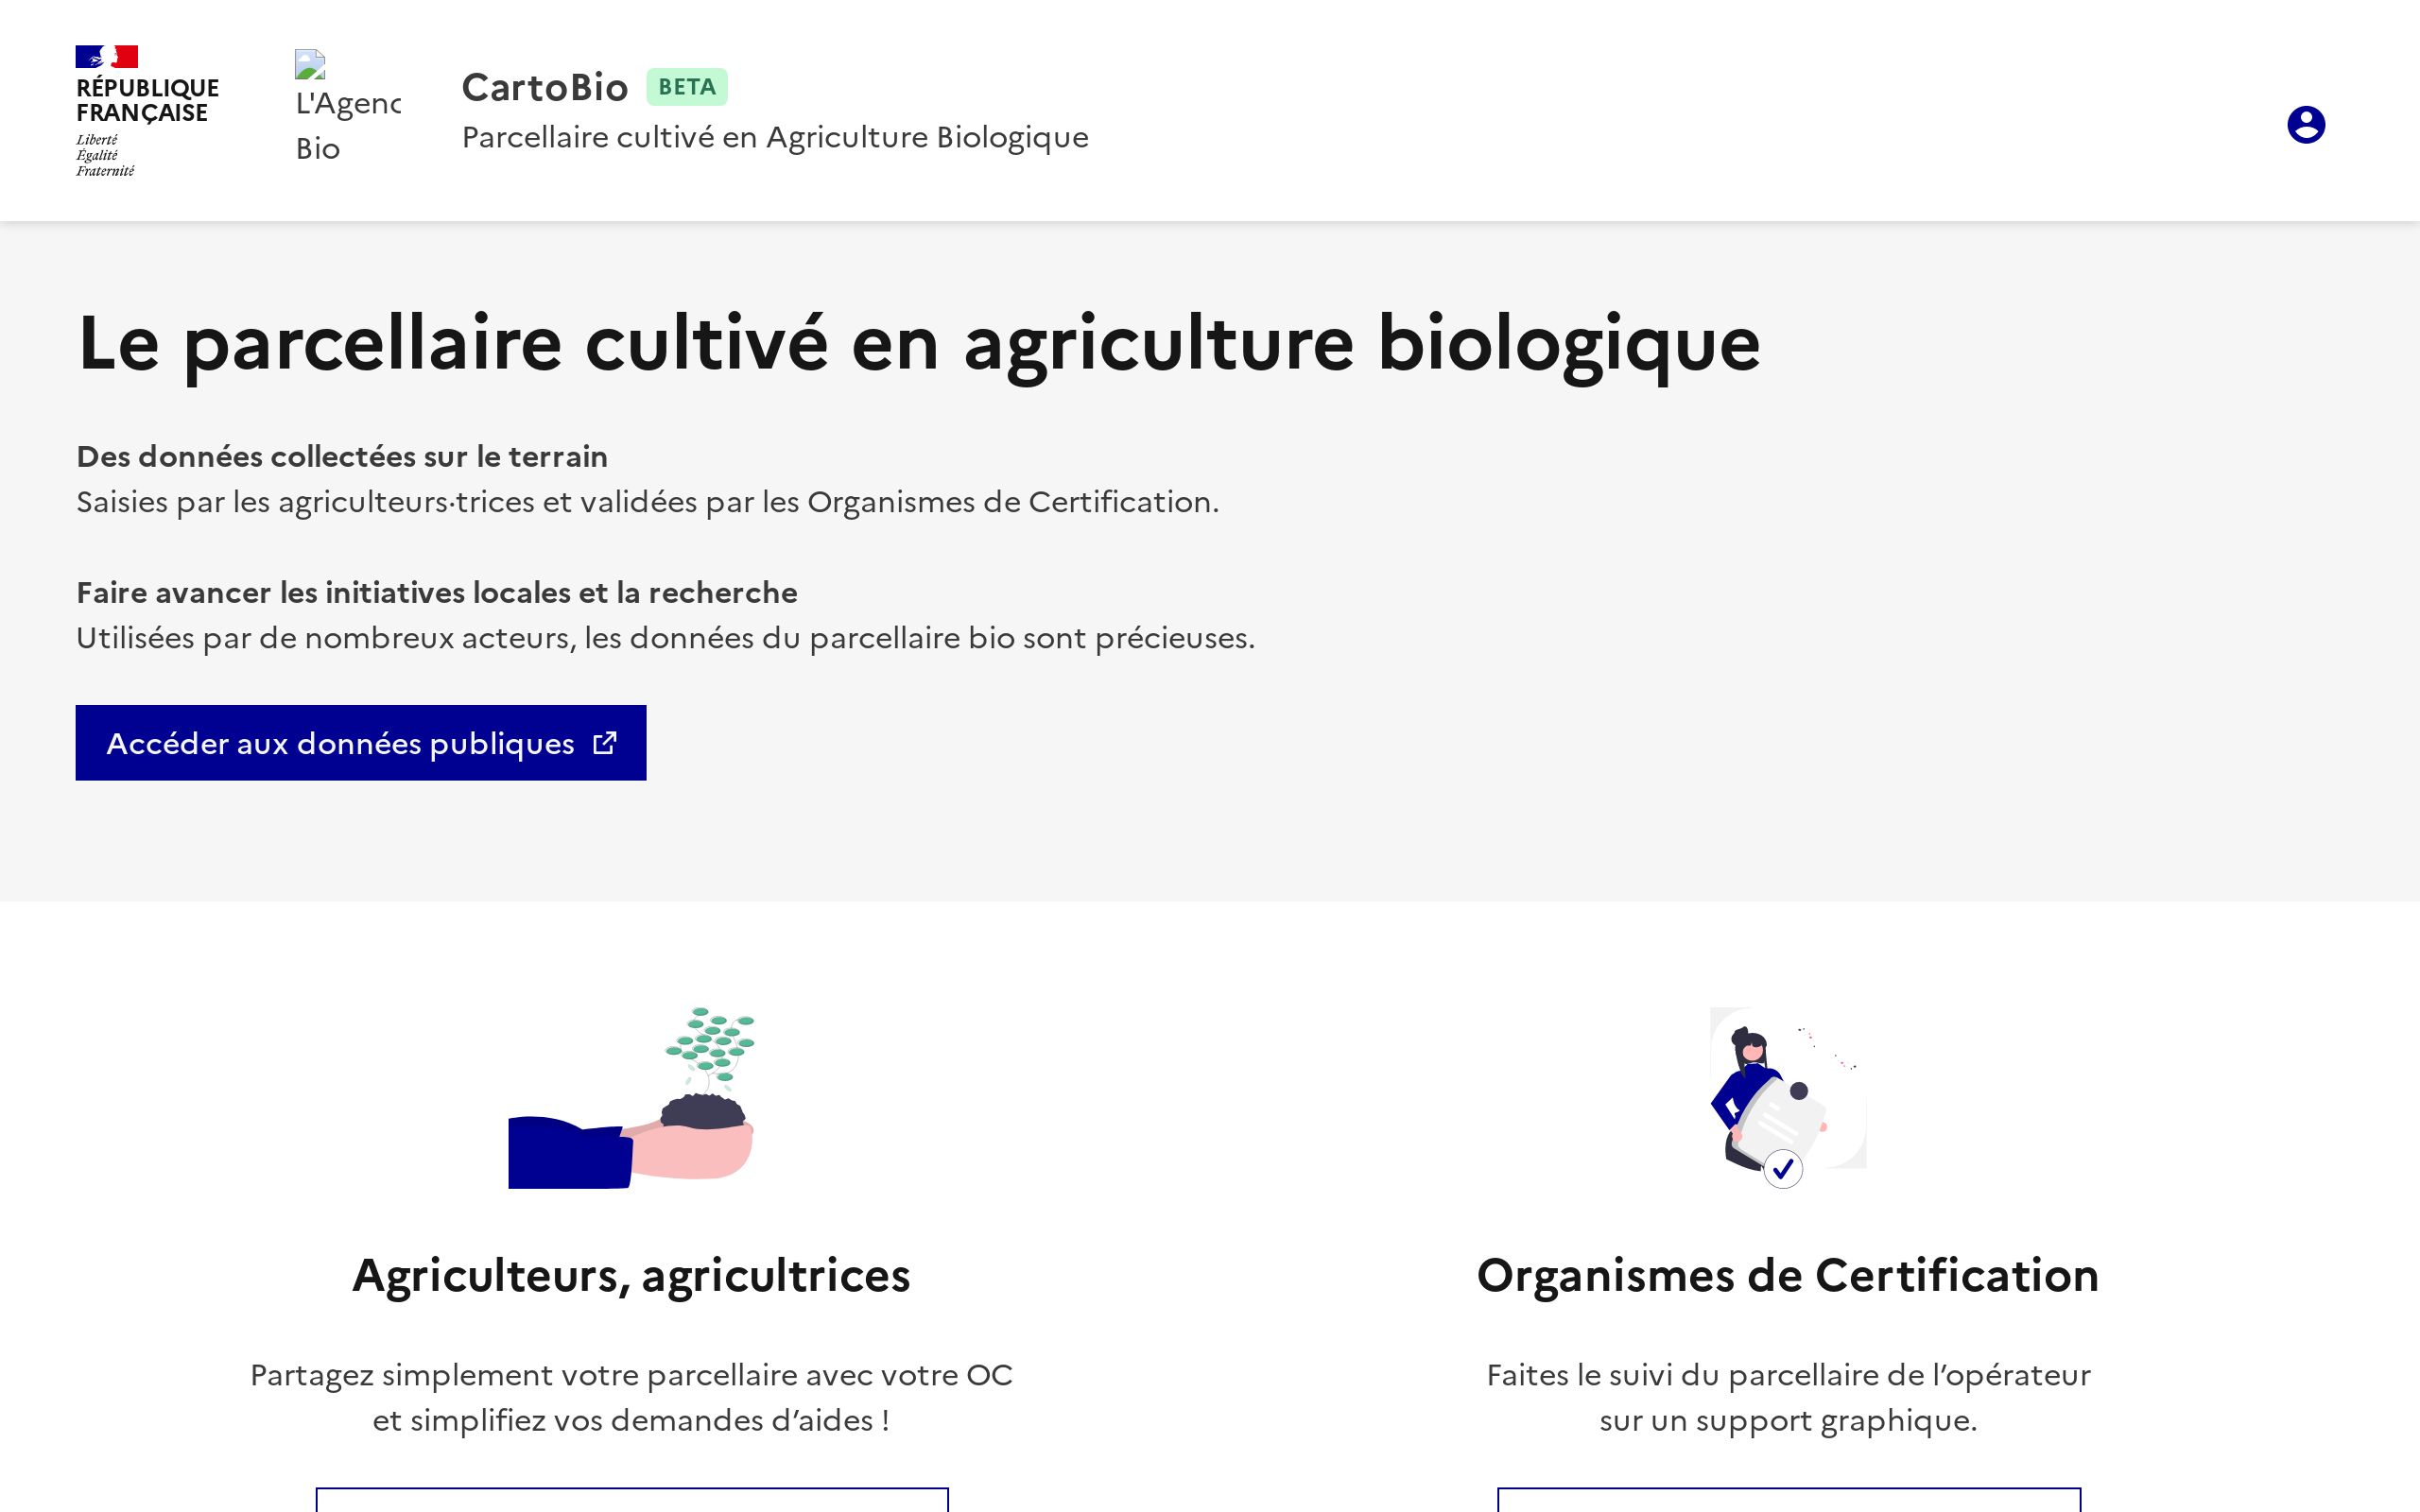 RÉPUBLIQUE
FRANÇAISE
Liberté
Égalité
Fraternité
L'Agenc
Bio
CartoBio BETA
Parcellaire cultivé en Agriculture Biologique
Le parcellaire cultivé en agriculture biologique
Des données collectées sur le terrain
Saisies par les agriculteurs·trices et validées par les Organismes de Certification.
Faire avancer les initiatives locales et la recherche
Utilisées par de nombreux acteurs, les données du parcellaire bio sont précieuses.
Accéder aux données publiques
Agriculteurs, agricultrices
Partagez simplement votre parcellaire avec votre OC
et simplifiez vos demandes d’aides !
Organismes de Certification
Faites le suivi du parcellaire de l’opérateur
sur un support graphique.